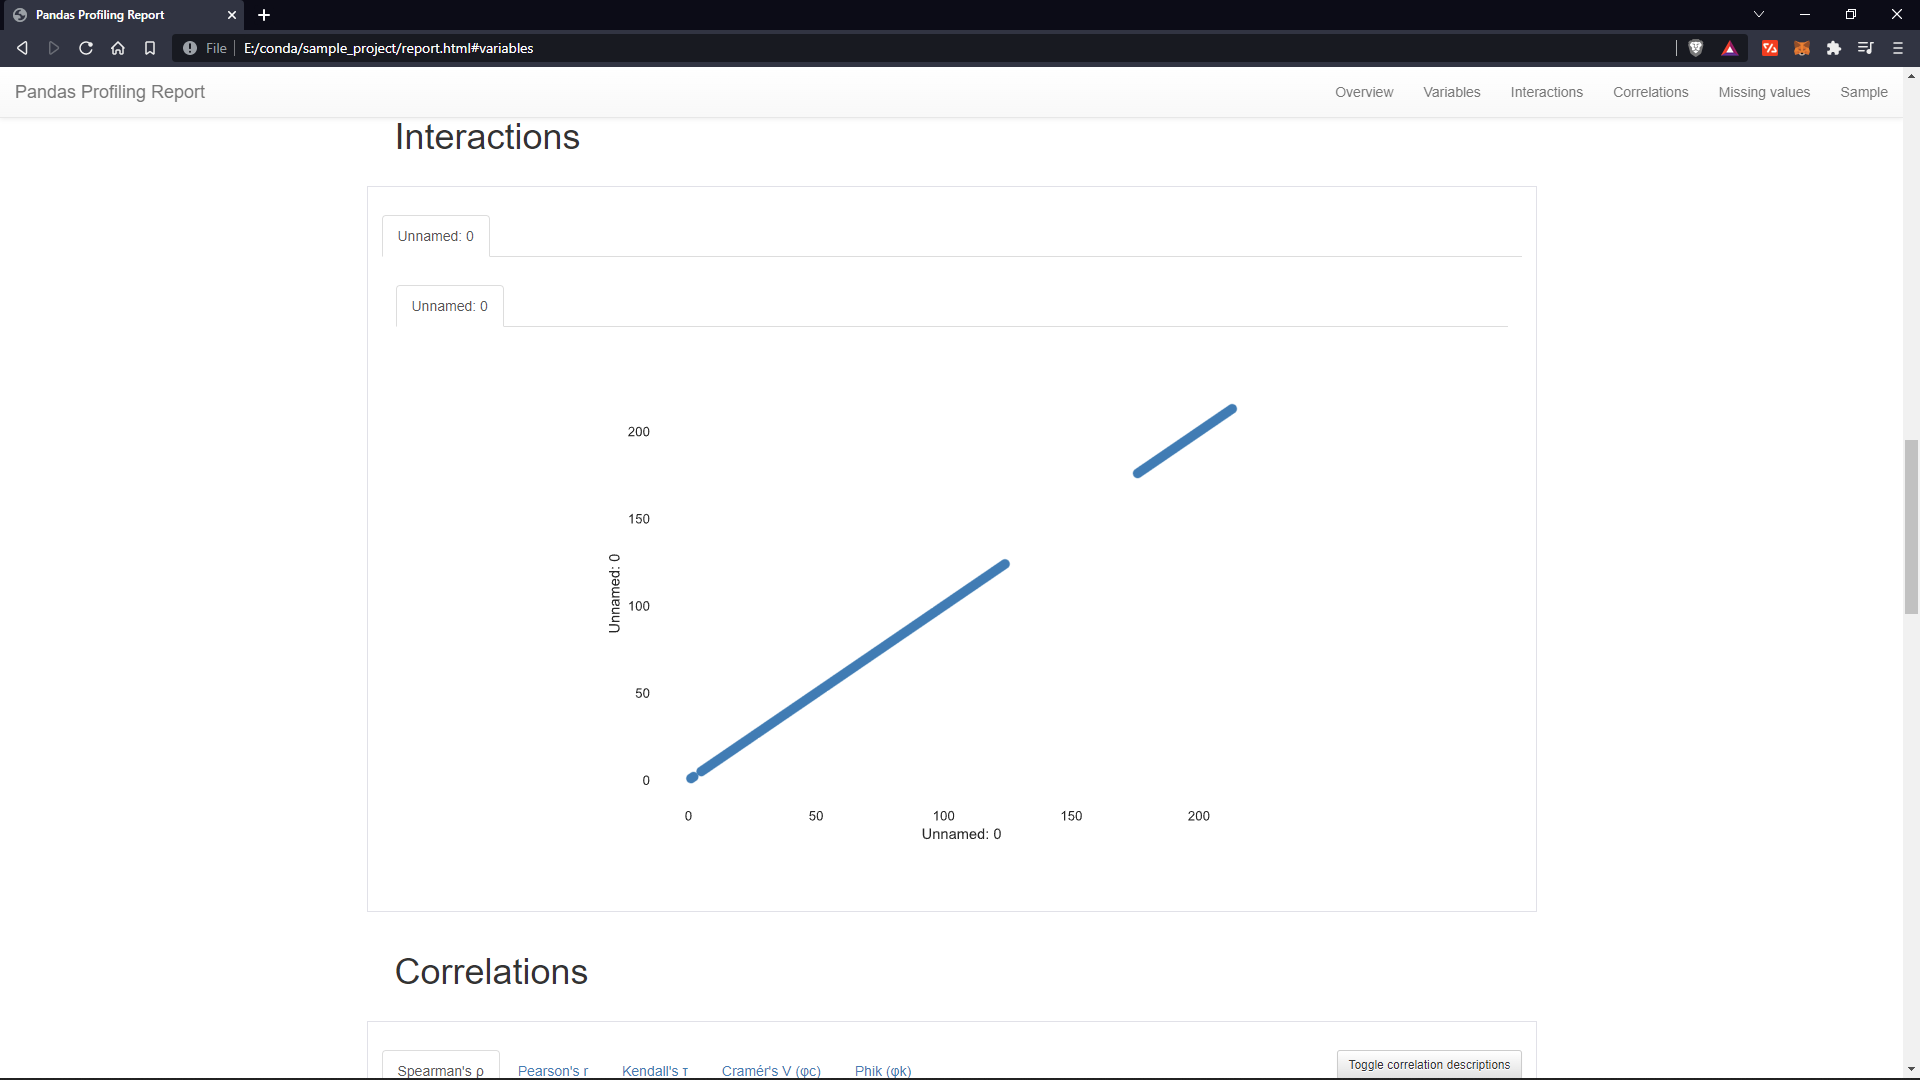 Pandas Profiling Report
File E:/conda/sample_project/report.html#variables
Pandas Profiling Report Overview Variables Interactions Correlations Missing values Sample
Interactions
Unnamed: 0
Unnamed: 0
200
150
100
50
0
Unnamed: 0
0 50 100 150 200
Unnamed: 0
Correlations
Spearman's ρ Pearson's r Kendall's τ Cramér's V (φc) Phik (φk) Toggle correlation descriptions